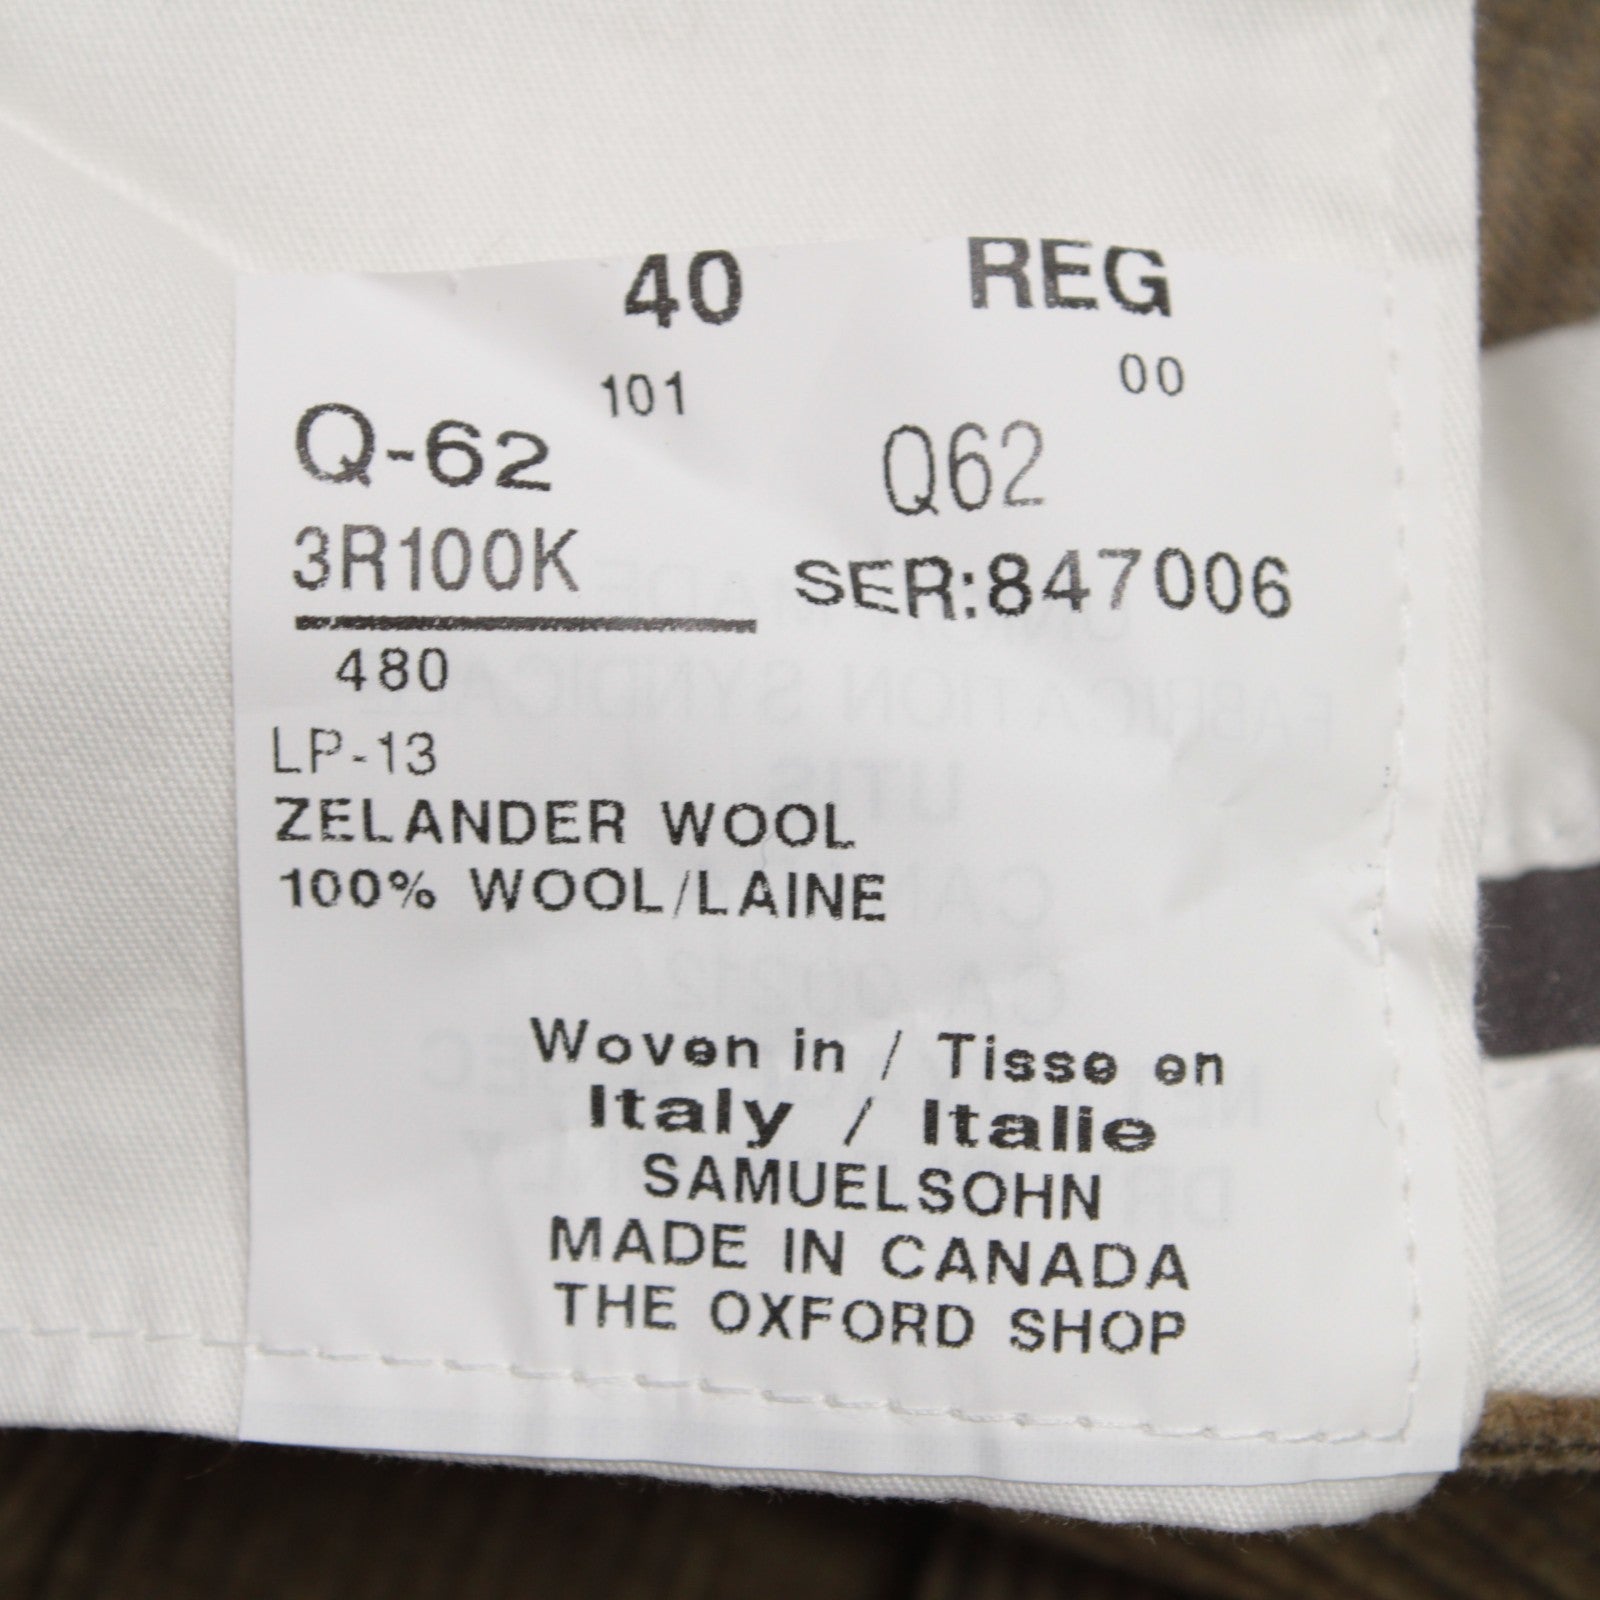 40 REG
101 00
Q-62 Q62
3R100K SER:847006
480
LP-13
ZELANDER WOOL
100% WOOL/LAINE
Woven in / Tisse en
Italy / Italie
SAMUELSOHN
MADE IN CANADA
THE OXFORD SHOP